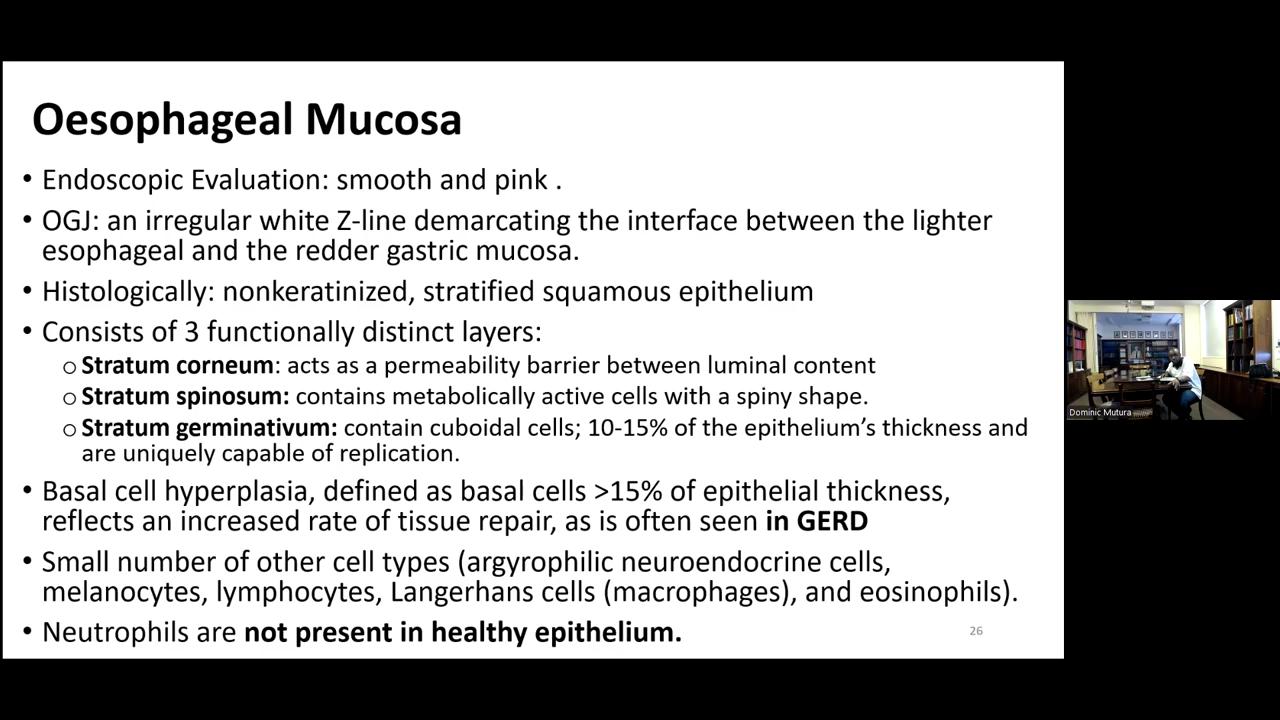 Oesophageal Mucosa
• Endoscopic Evaluation: smooth and pink .
• OGJ: an irregular white Z-line demarcating the interface between the lighter
esophageal and the redder gastric mucosa.
• Histologically: nonkeratinized, stratified squamous epithelium
• Consists of 3 functionally distinct layers:
o Stratum corneum: acts as a permeability barrier between luminal content
o Stratum spinosum: contains metabolically active cells with a spiny shape.
o Stratum germinativum: contain cuboidal cells; 10-15% of the epithelium’s thickness and
are uniquely capable of replication.
• Basal cell hyperplasia, defined as basal cells >15% of epithelial thickness,
reflects an increased rate of tissue repair, as is often seen in GERD
• Small number of other cell types (argyrophilic neuroendocrine cells,
melanocytes, lymphocytes, Langerhans cells (macrophages), and eosinophils).
• Neutrophils are not present in healthy epithelium.
26
Dominic Mutura